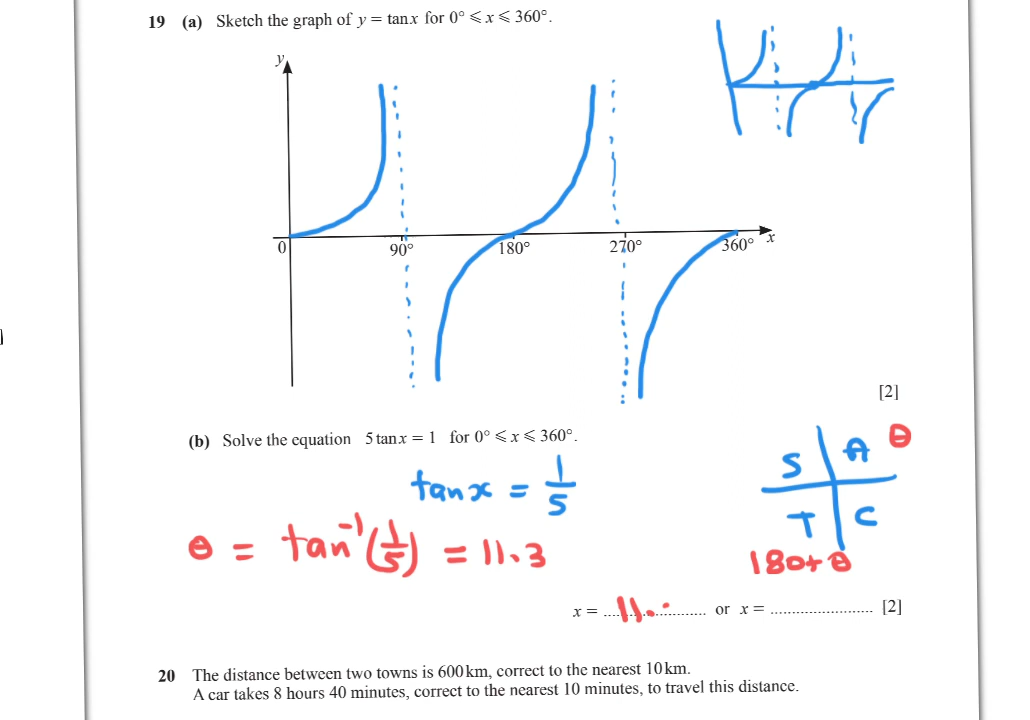 19 (a) Sketch the graph of y = tan x for 0° ⩽ x ⩽ 360°.
y
0 90° 180° 270° 360° x
[2]
(b) Solve the equation 5 tan x = 1 for 0° ⩽ x ⩽ 360°.
S A θ
T C
180+θ
tan x = 1/5
θ = tan⁻¹(1/5) = 11.3
x = 11. .................... or x = ........................ [2]
20 The distance between two towns is 600 km, correct to the nearest 10 km.
A car takes 8 hours 40 minutes, correct to the nearest 10 minutes, to travel this distance.